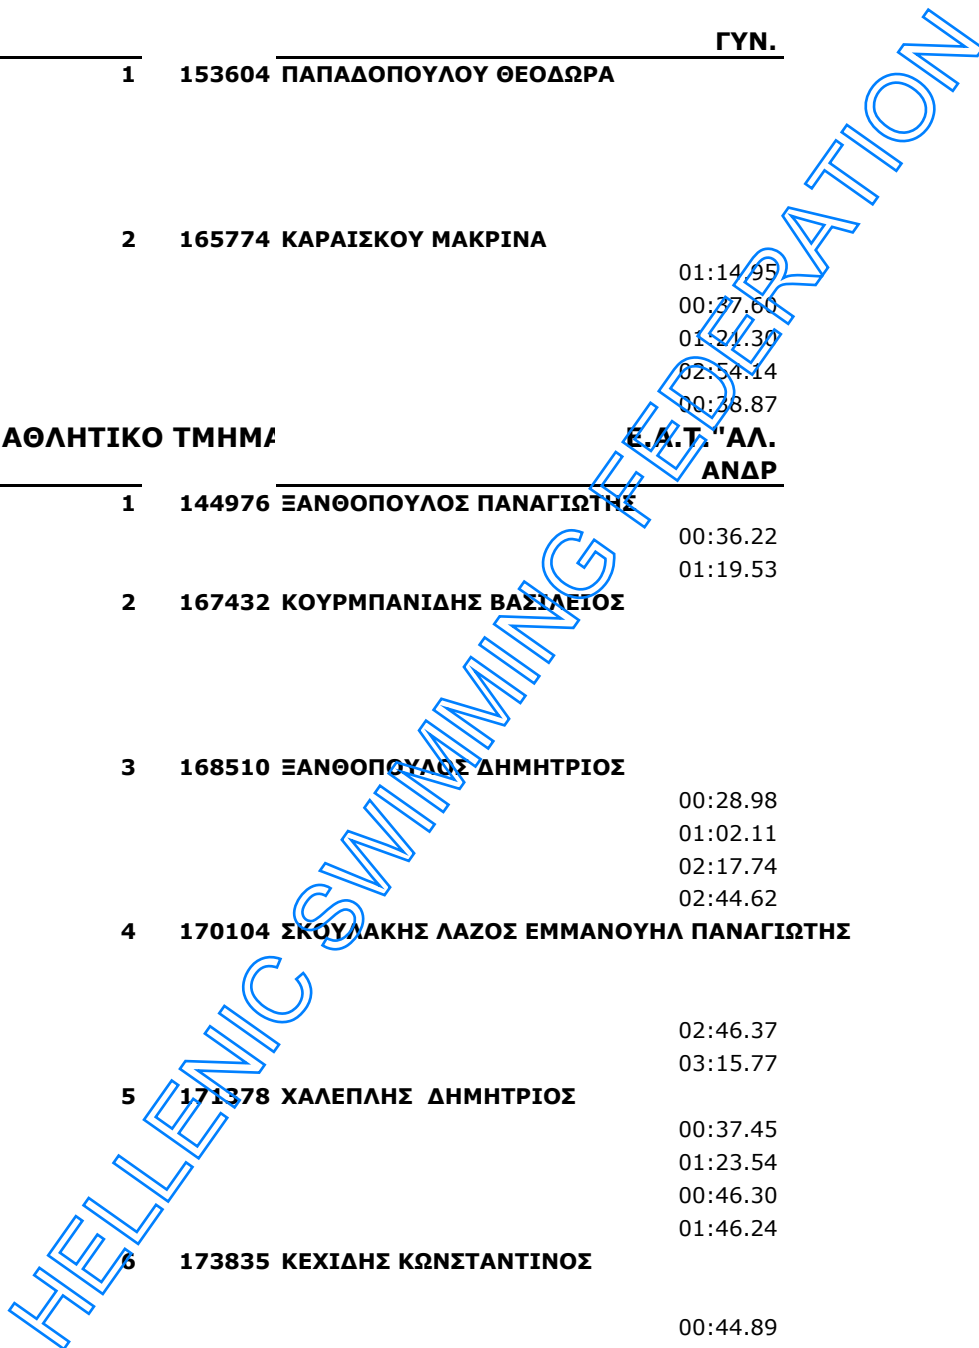 ΓΥΝ.
1 153604 ΠΑΠΑΔΟΠΟΥΛΟΥ ΘΕΟΔΩΡΑ
2 165774 ΚΑΡΑΙΣΚΟΥ ΜΑΚΡΙΝΑ
01:14.95
00:37.60
01:21.30
02:54.14
00:38.87
ΑΘΛΗΤΙΚΟ ΤΜΗΜΑ Ε.Α.Τ."ΑΛ.
ΑΝΔΡ
1 144976 ΞΑΝΘΟΠΟΥΛΟΣ ΠΑΝΑΓΙΩΤΗΣ
00:36.22
01:19.53
2 167432 ΚΟΥΡΜΠΑΝΙΔΗΣ ΒΑΣΙΛΕΙΟΣ
3 168510 ΞΑΝΘΟΠΟΥΛΟΣ ΔΗΜΗΤΡΙΟΣ
00:28.98
01:02.11
02:17.74
02:44.62
4 170104 ΣΚΟΥΛΑΚΗΣ ΛΑΖΟΣ ΕΜΜΑΝΟΥΗΛ ΠΑΝΑΓΙΩΤΗΣ
02:46.37
03:15.77
5 171378 ΧΑΛΕΠΛΗΣ ΔΗΜΗΤΡΙΟΣ
00:37.45
01:23.54
00:46.30
01:46.24
6 173835 ΚΕΧΙΔΗΣ ΚΩΝΣΤΑΝΤΙΝΟΣ
00:44.89
HELLENIC SWIMMING FEDERATION